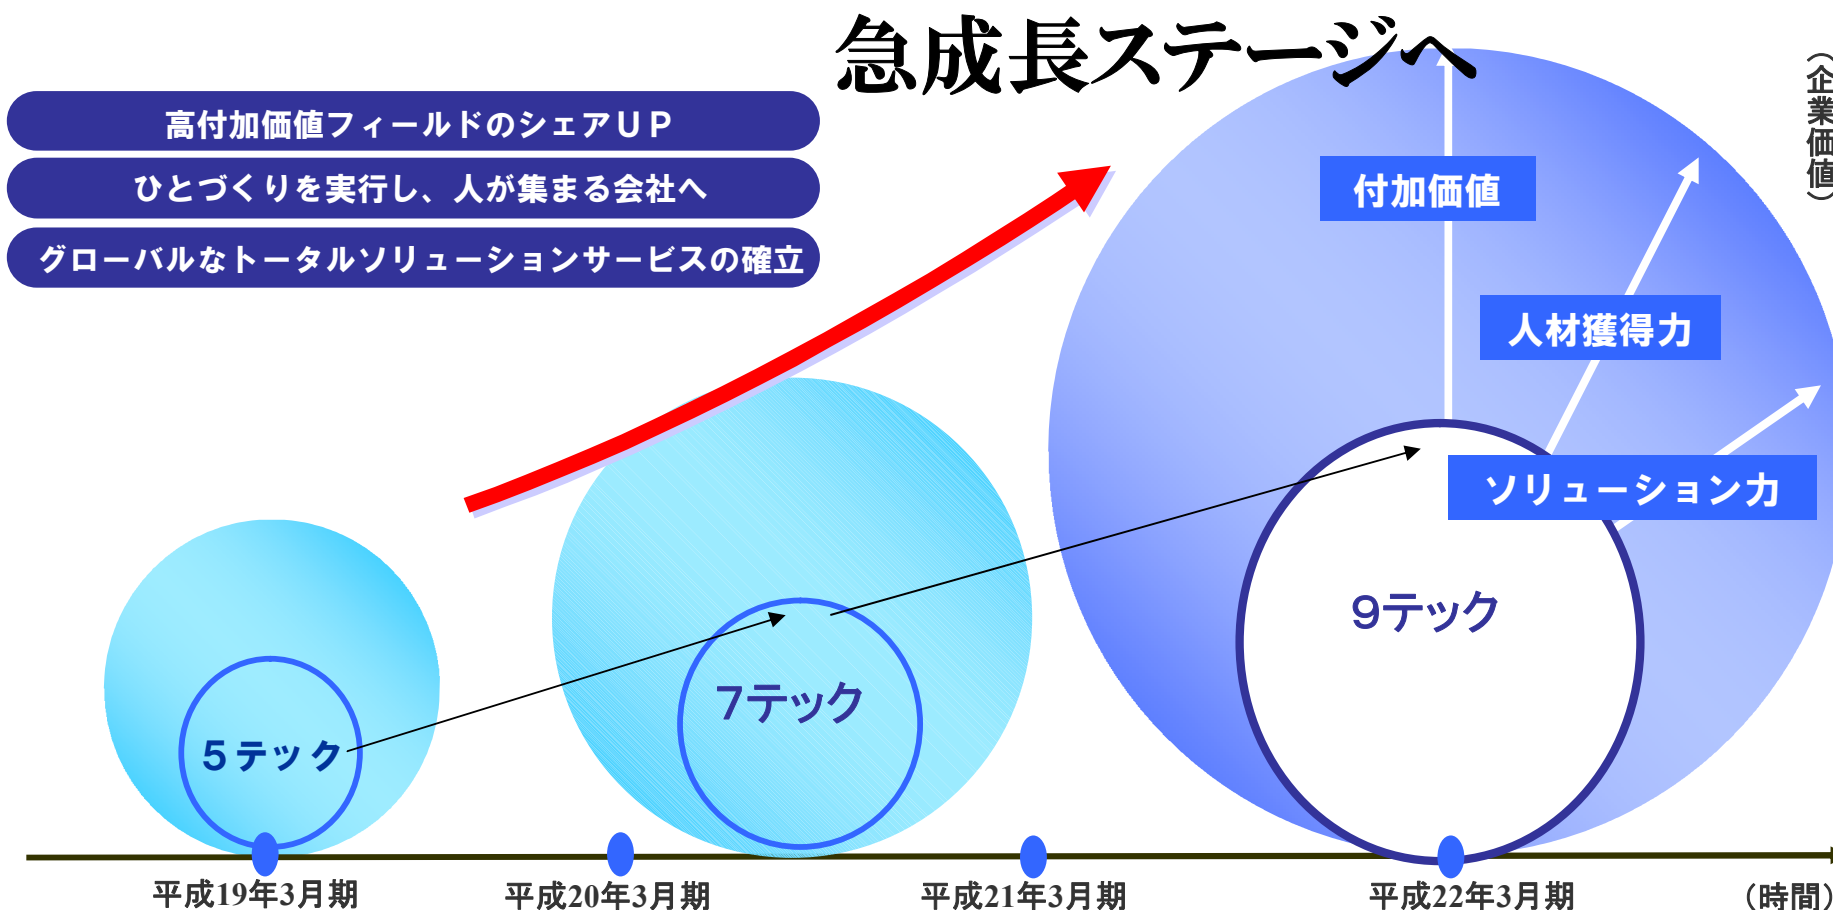 急成長ステージへ
（企業価値）
高付加価値フィールドのシェアＵＰ
ひとづくりを実行し、人が集まる会社へ
グローバルなトータルソリューションサービスの確立
付加価値
人材獲得力
ソリューション力
９テック
７テック
５テック
平成19年3月期
平成20年3月期
平成21年3月期
平成22年3月期
（時間）